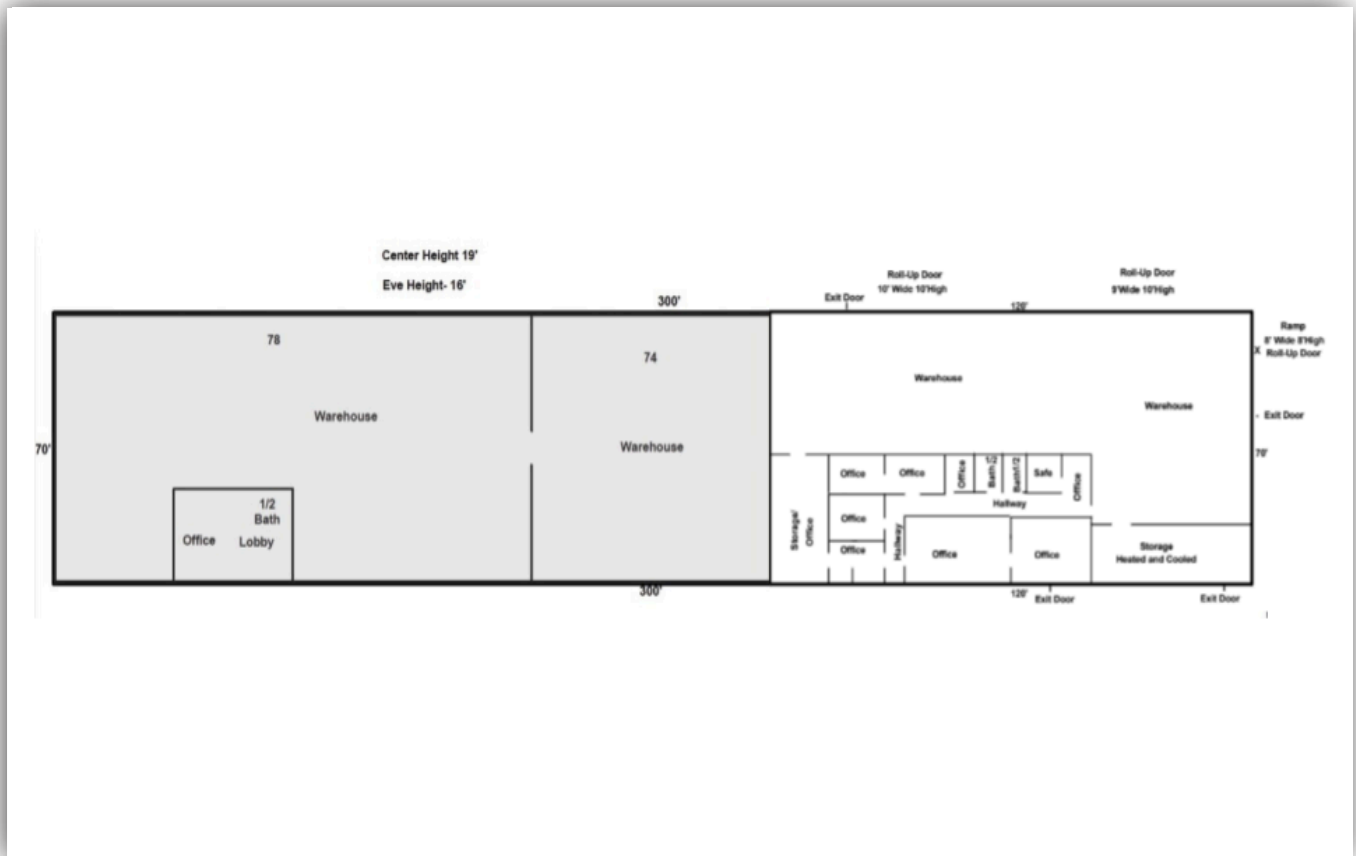 Center Height 19'
Eve Height- 16'
300'
Roll-Up Door
10' Wide 10'High
Exit Door
Roll-Up Door
9'Wide 10'High
120'
Ramp
8' Wide 8'High
X Roll-Up Door
78
74
Warehouse
Warehouse
Warehouse
Warehouse
- Exit Door
70'
70'
1/2
Bath
Office
Lobby
Storage/
Office
Office
Office
Office
1/2
Bath
Bath1/2
Safe
Office
Hallway
Office
Office
Hallway
Office
Office
Storage
Heated and Cooled
300'
120'
Exit Door
Exit Door